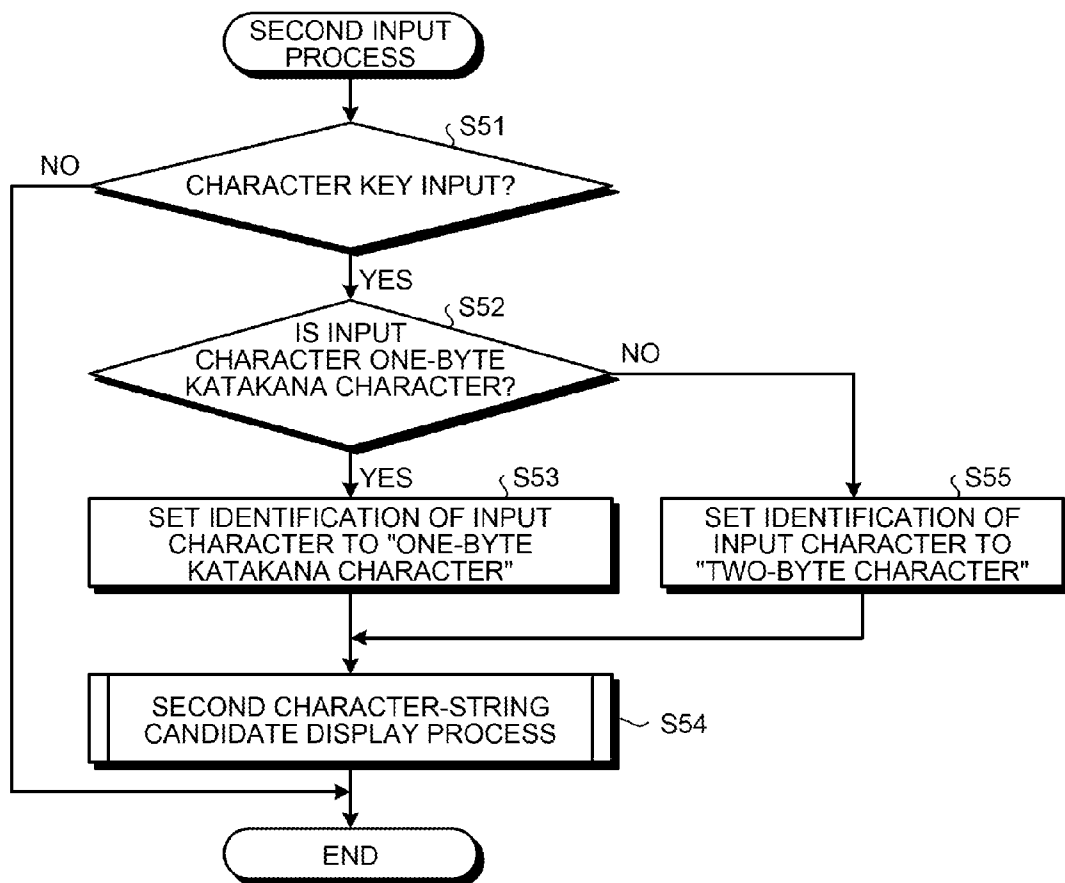 SECOND INPUT
PROCESS
S51
NO
CHARACTER KEY INPUT?
YES
S52
IS INPUT
CHARACTER ONE-BYTE
KATAKANA CHARACTER?
NO
YES
S53
SET IDENTIFICATION OF INPUT
CHARACTER TO "ONE-BYTE
KATAKANA CHARACTER"
S55
SET IDENTIFICATION OF
INPUT CHARACTER TO
"TWO-BYTE CHARACTER"
SECOND CHARACTER-STRING
CANDIDATE DISPLAY PROCESS
S54
END